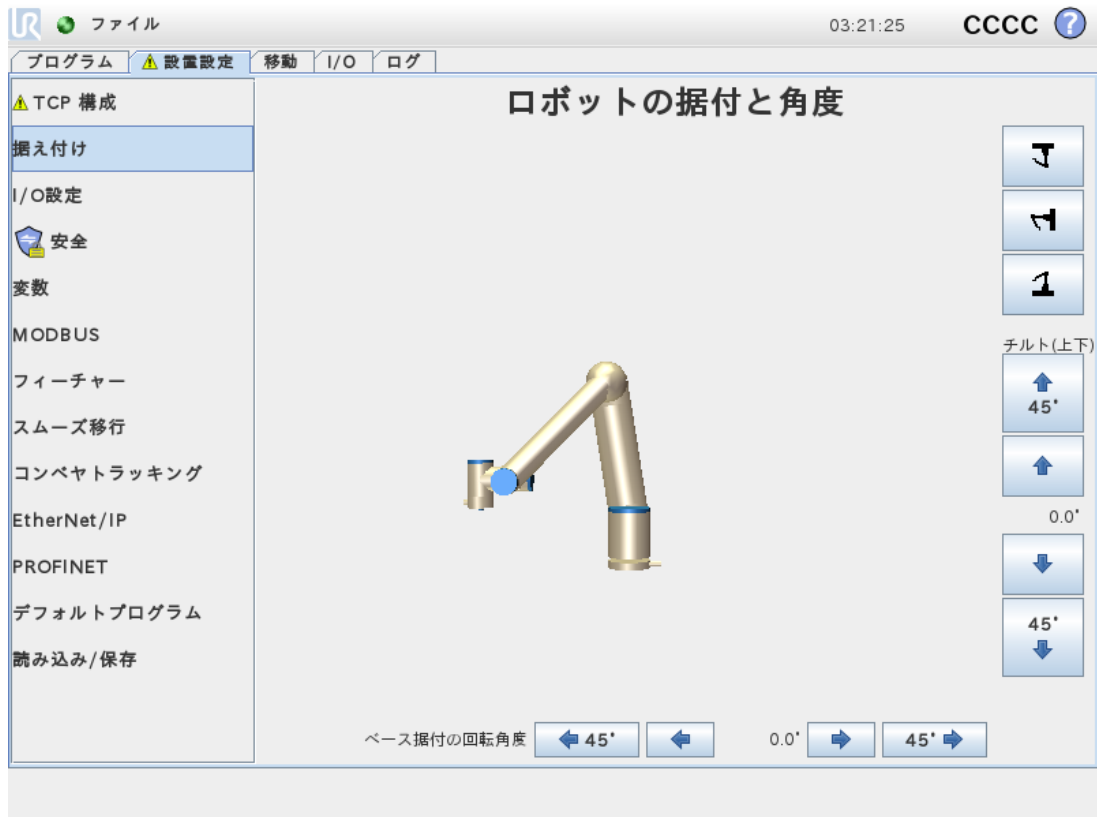 UR ファイル 03:21:25 CCCC ?
プログラム 設置設定 移動 I/O ログ
TCP 構成
据え付け
I/O設定
安全
変数
MODBUS
フィーチャー
スムーズ移行
コンベヤトラッキング
EtherNet/IP
PROFINET
デフォルトプログラム
読み込み/保存
ロボットの据付と角度
チルト(上下)
45°
0.0°
45°
ベース据付の回転角度 45° 0.0° 45°